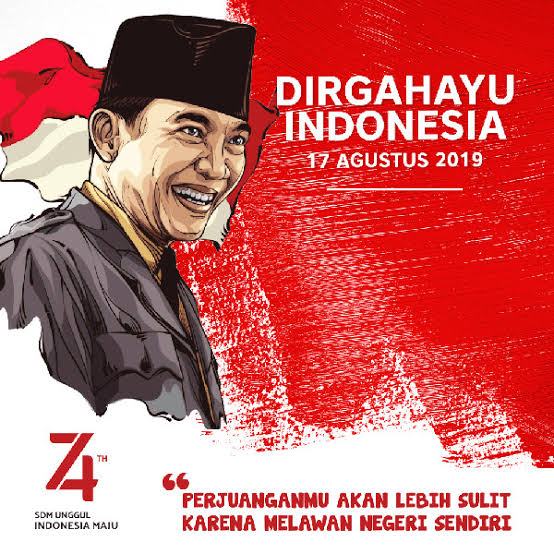 DIRGAHAYU
INDONESIA
17 AGUSTUS 2019
74TH
SDM UNGGUL
INDONESIA MAJU
“PERJUANGANMU AKAN LEBIH SULIT
KARENA MELAWAN NEGERI SENDIRI